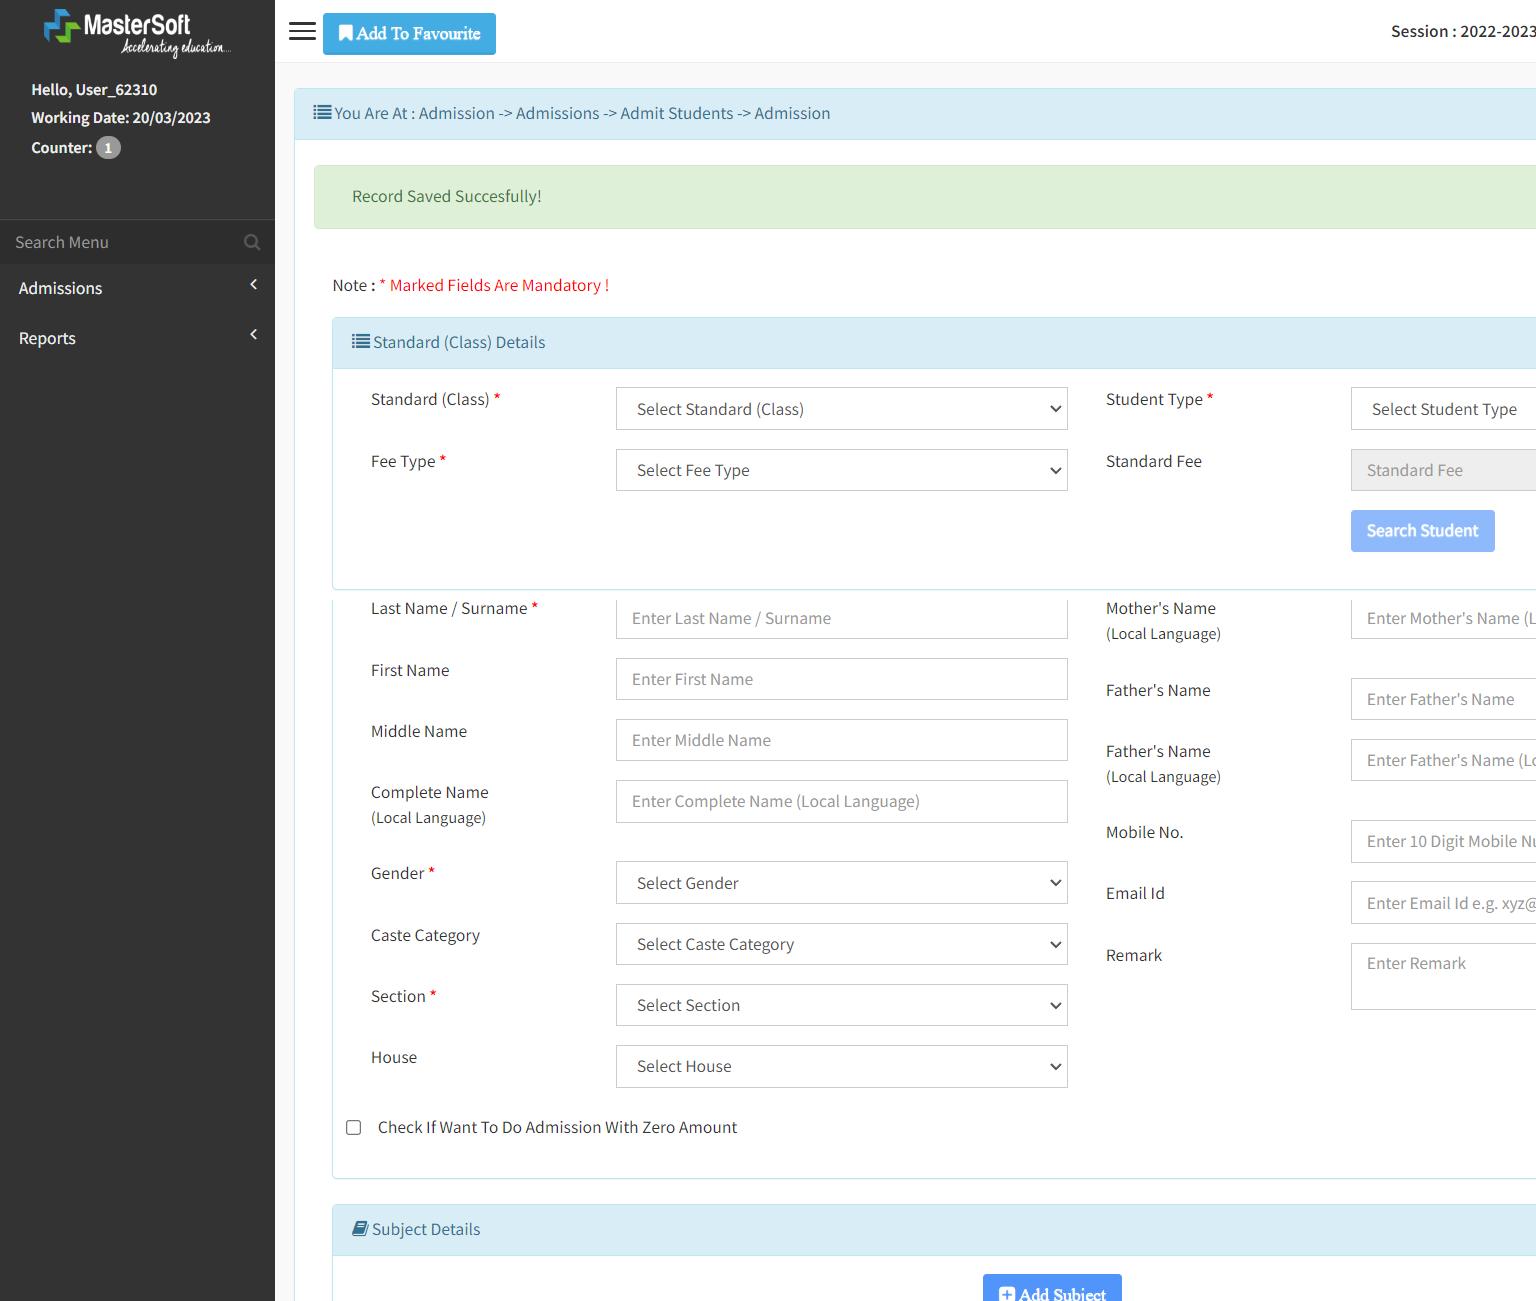 MasterSoft
Accelerating education....
Hello, User_62310
Working Date: 20/03/2023
Counter: 1
Search Menu
Admissions
Reports
Add To Favourite
Session : 2022-2023
You Are At : Admission -> Admissions -> Admit Students -> Admission
Record Saved Succesfully!
Note : * Marked Fields Are Mandatory !
Standard (Class) Details
Standard (Class) * Select Standard (Class) Student Type * Select Student Type
Fee Type * Select Fee Type Standard Fee Standard Fee
Search Student
Last Name / Surname * Enter Last Name / Surname
First Name Enter First Name
Middle Name Enter Middle Name
Complete Name Enter Complete Name (Local Language)
(Local Language)
Gender * Select Gender
Caste Category Select Caste Category
Section * Select Section
House Select House
Mother's Name Enter Mother's Name (L
(Local Language)
Father's Name Enter Father's Name
Father's Name Enter Father's Name (Lo
(Local Language)
Mobile No. Enter 10 Digit Mobile Nu
Email Id Enter Email Id e.g. xyz@
Remark Enter Remark
Check If Want To Do Admission With Zero Amount
Subject Details
Add Subject